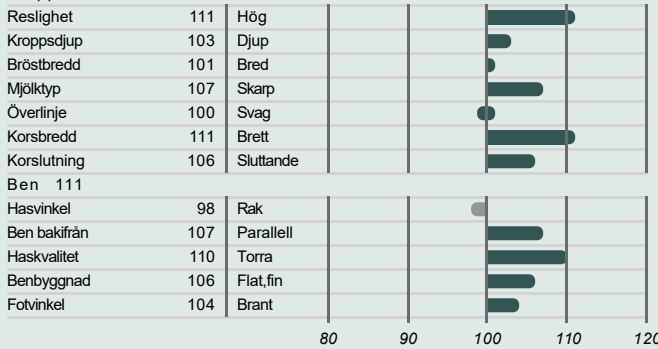 Reslighet 111 Hög
Kroppsdjup 103 Djup
Bröstbredd 101 Bred
Mjölktyp 107 Skarp
Överlinje 100 Svag
Korsbredd 111 Brett
Korslutning 106 Sluttande
Ben 111
Hasvinkel 98 Rak
Ben bakifrån 107 Parallell
Haskvalitet 110 Torra
Benbyggnad 106 Flat,fin
Fotvinkel 104 Brant
80 90 100 110 120